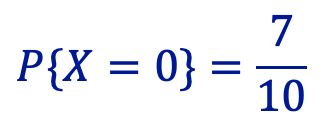 P{X = 0} = 7/10